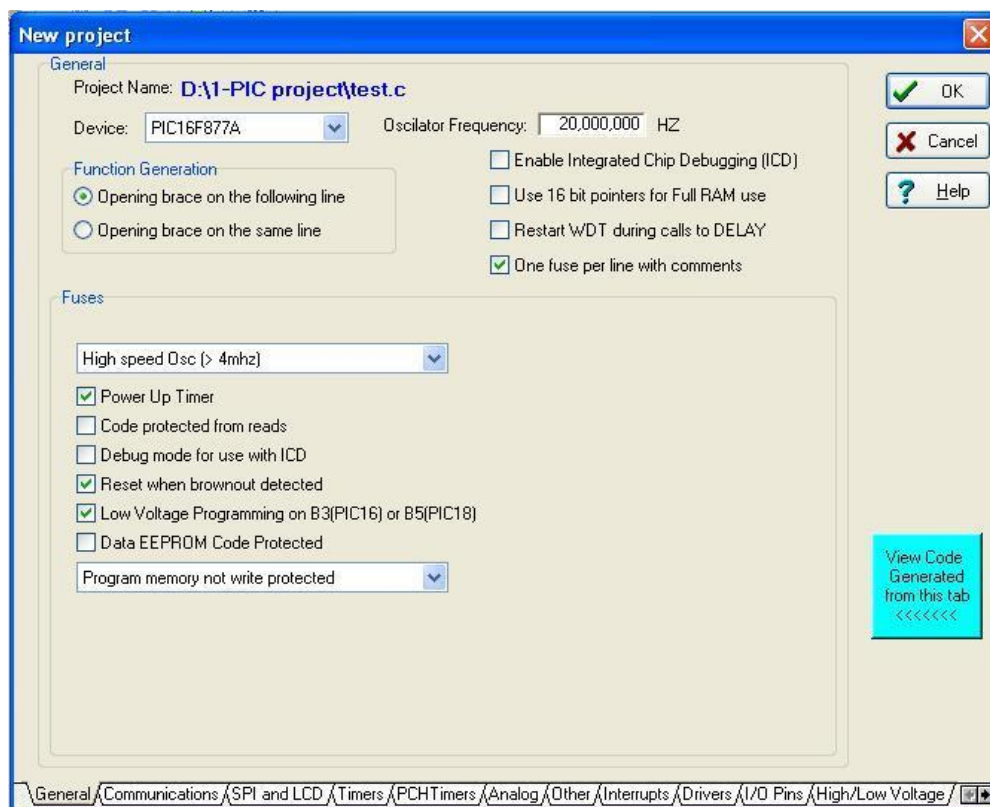 New project
General
Project Name: D:\1-PIC project\test.c
OK
Device: PIC16F877A Oscilator Frequency: 20,000,000 HZ
Cancel
Function Generation
Enable Integrated Chip Debugging (ICD)
Opening brace on the following line
Use 16 bit pointers for Full RAM use
Help
Opening brace on the same line
Restart WDT during calls to DELAY
One fuse per line with comments
Fuses
High speed Osc (> 4mhz)
Power Up Timer
Code protected from reads
Debug mode for use with ICD
Reset when brownout detected
Low Voltage Programming on B3(PIC16) or B5(PIC18)
Data EEPROM Code Protected
Program memory not write protected
View Code
Generated
from this tab
<<<<<<<
General Communications SPI and LCD Timers PCHTimers Analog Other Interrupts Drivers I/O Pins High/Low Voltage